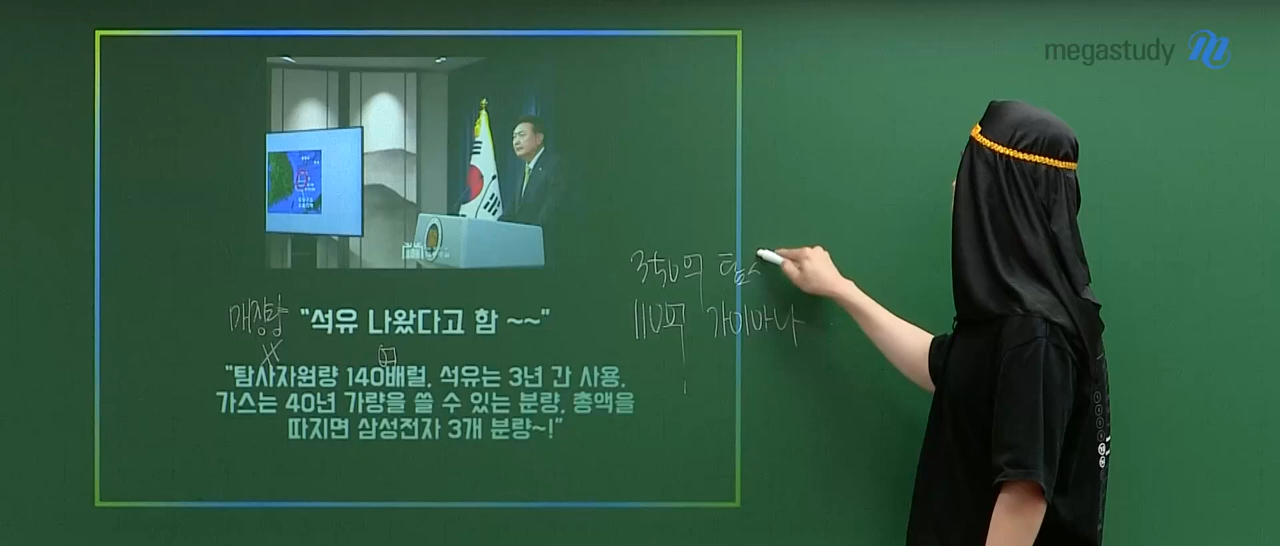 megastudy
350억
110억 가이아나
매장량 "석유 나왔다고 함 ~~"
"탐사자원량 140배럴, 석유는 3년 간 사용,
가스는 40년 가량을 쓸 수 있는 분량, 총액을
따지면 삼성전자 3개 분량~!"